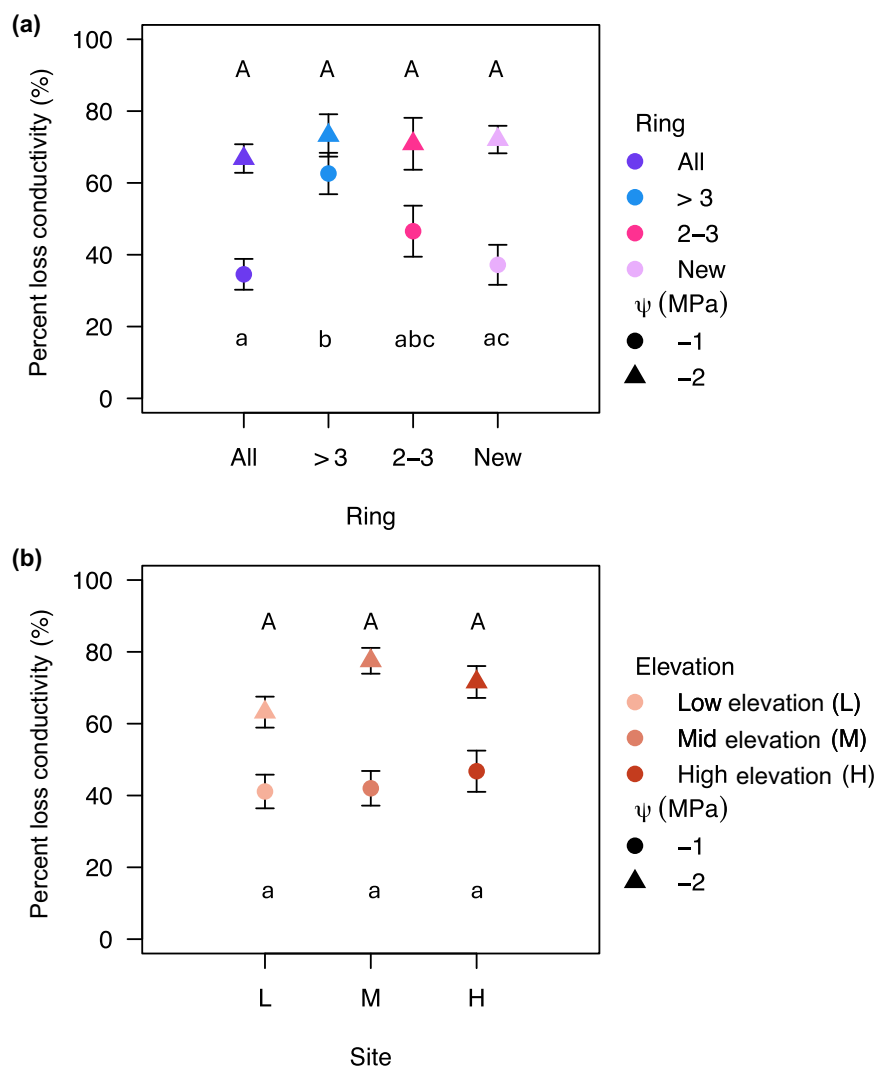 (a)
Percent loss conductivity (%)
100
80
60
40
20
0
A A A A
a b abc ac
All > 3 2–3 New
Ring
Ring
All
> 3
2–3
New
ψ (MPa)
−1
−2
(b)
Percent loss conductivity (%)
100
80
60
40
20
0
A A A
a a a
L M H
Site
Elevation
Low elevation (L)
Mid elevation (M)
High elevation (H)
ψ (MPa)
−1
−2